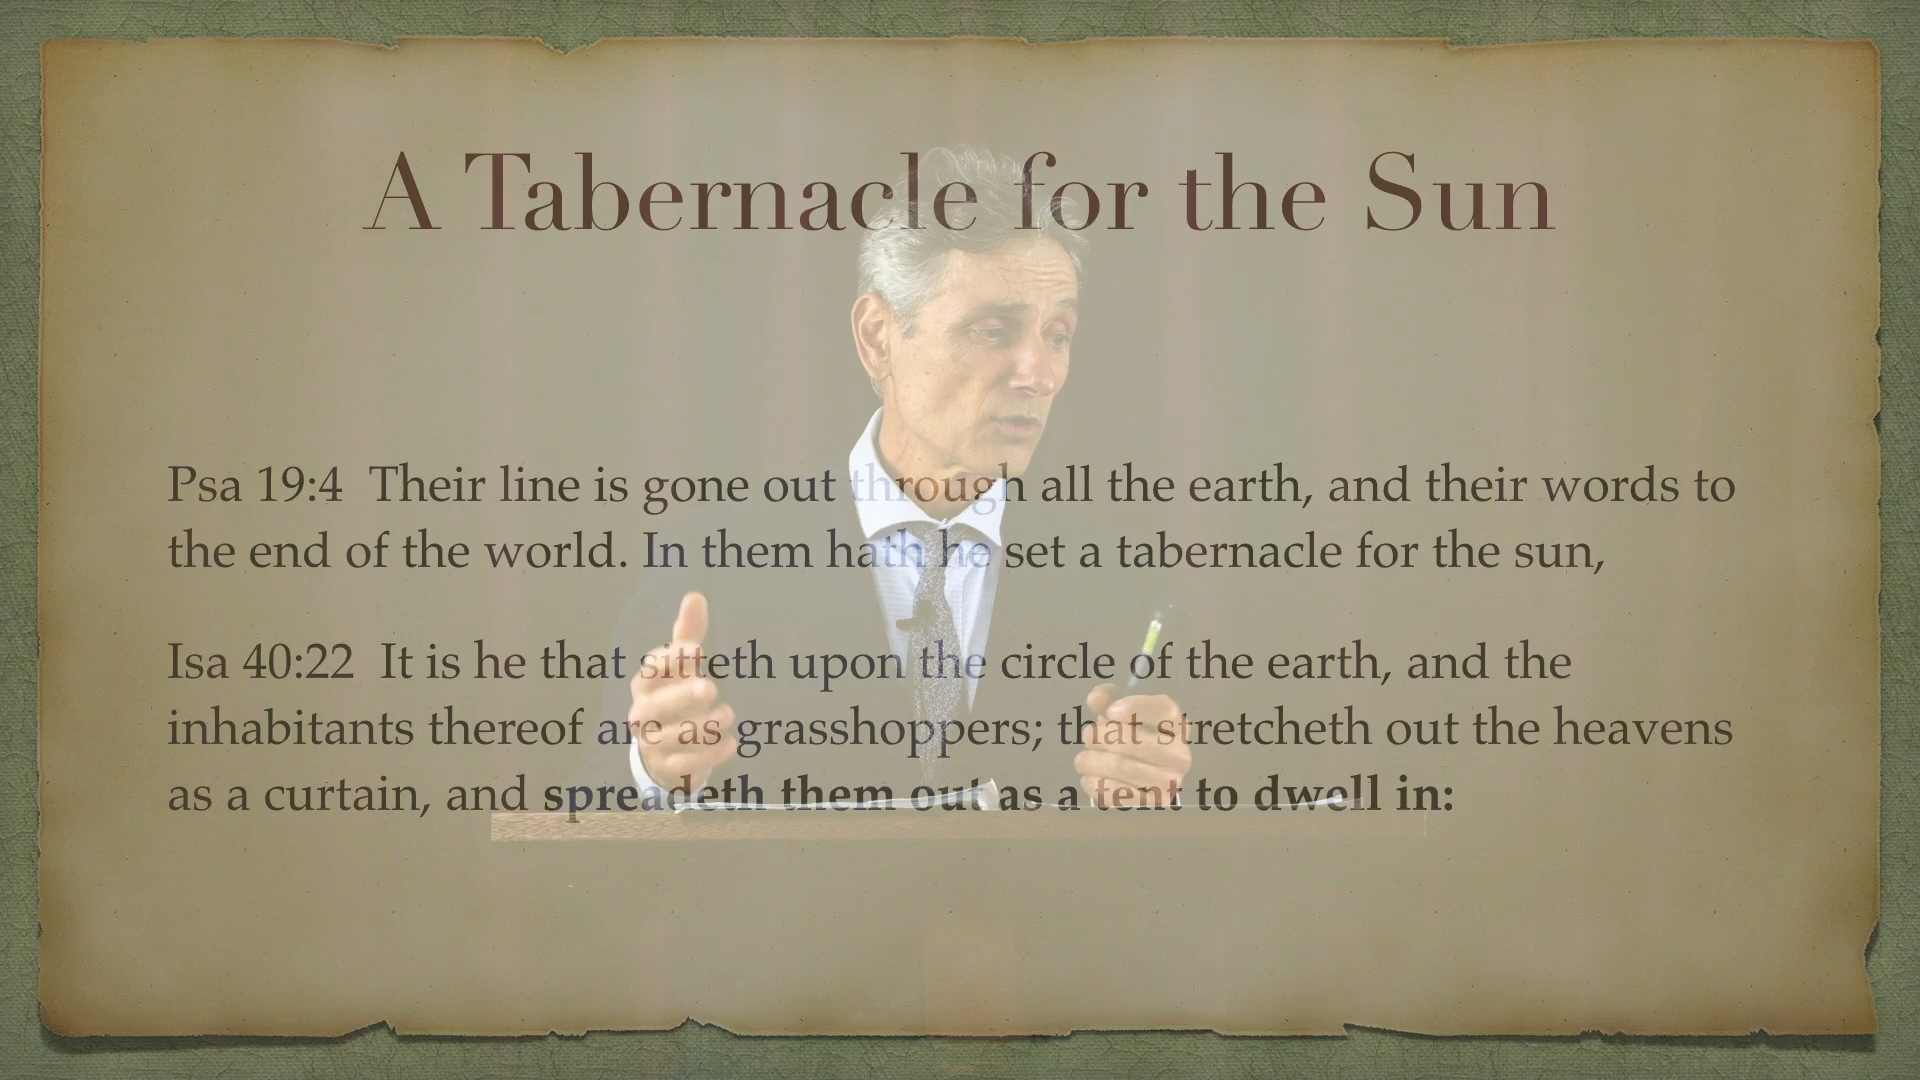 A Tabernacle for the Sun
Psa 19:4  Their line is gone out through all the earth, and their words to
the end of the world. In them hath he set a tabernacle for the sun,
Isa 40:22  It is he that sitteth upon the circle of the earth, and the
inhabitants thereof are as grasshoppers; that stretcheth out the heavens
as a curtain, and spreadeth them out as a tent to dwell in: